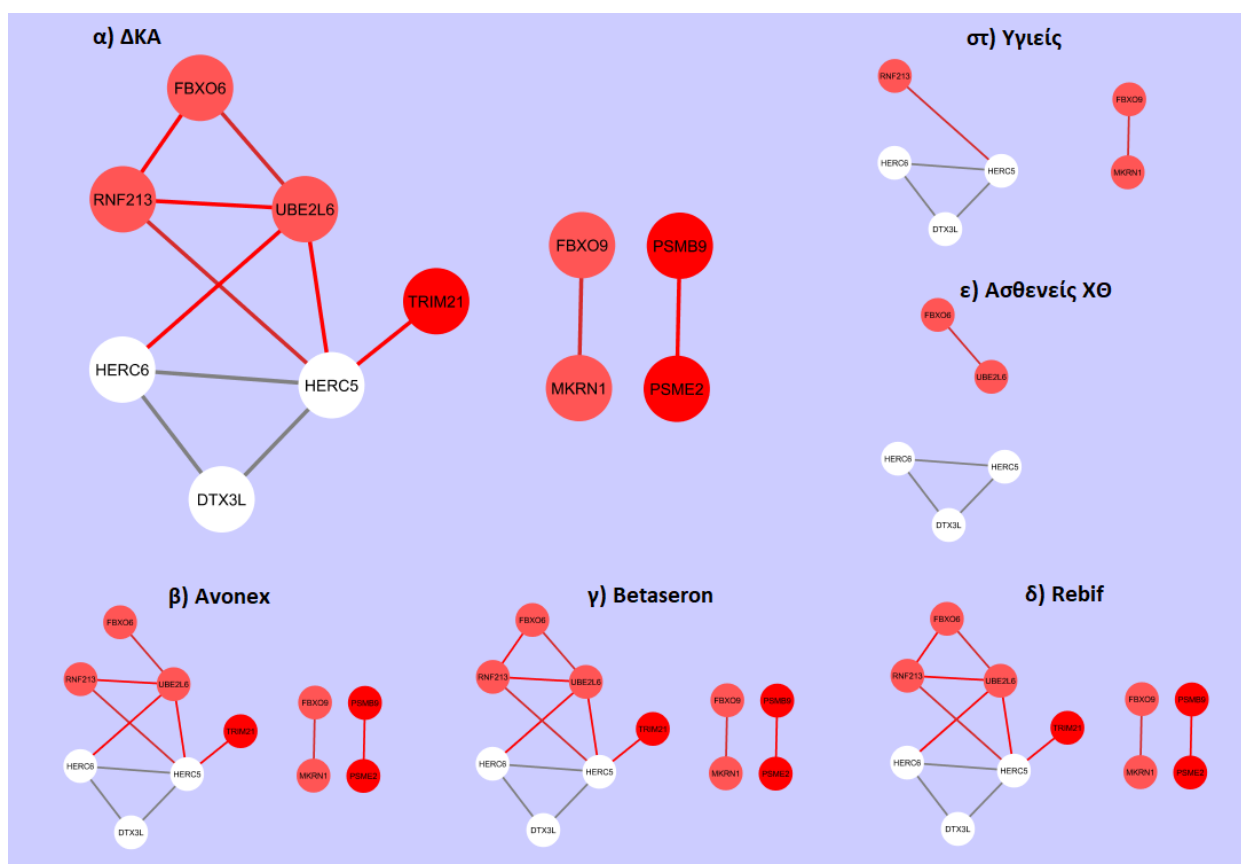 α) ΔΚΑ
FBXO6
RNF213
UBE2L6
TRIM21
HERC6
HERC5
DTX3L
FBXO9
MKRN1
PSMB9
PSME2
στ) Υγιείς
RNF213
HERC6
HERC5
DTX3L
FBXO9
MKRN1
ε) Ασθενείς ΧΘ
FBXO6
UBE2L6
HERC6
HERC5
DTX3L
β) Avonex
FBXO6
RNF213
UBE2L6
TRIM21
HERC6
HERC5
DTX3L
FBXO9
MKRN1
PSMB9
PSME2
γ) Betaseron
FBXO6
RNF213
UBE2L6
TRIM21
HERC6
HERC5
DTX3L
FBXO9
MKRN1
PSMB9
PSME2
δ) Rebif
FBXO6
RNF213
UBE2L6
TRIM21
HERC6
HERC5
DTX3L
FBXO9
MKRN1
PSMB9
PSME2